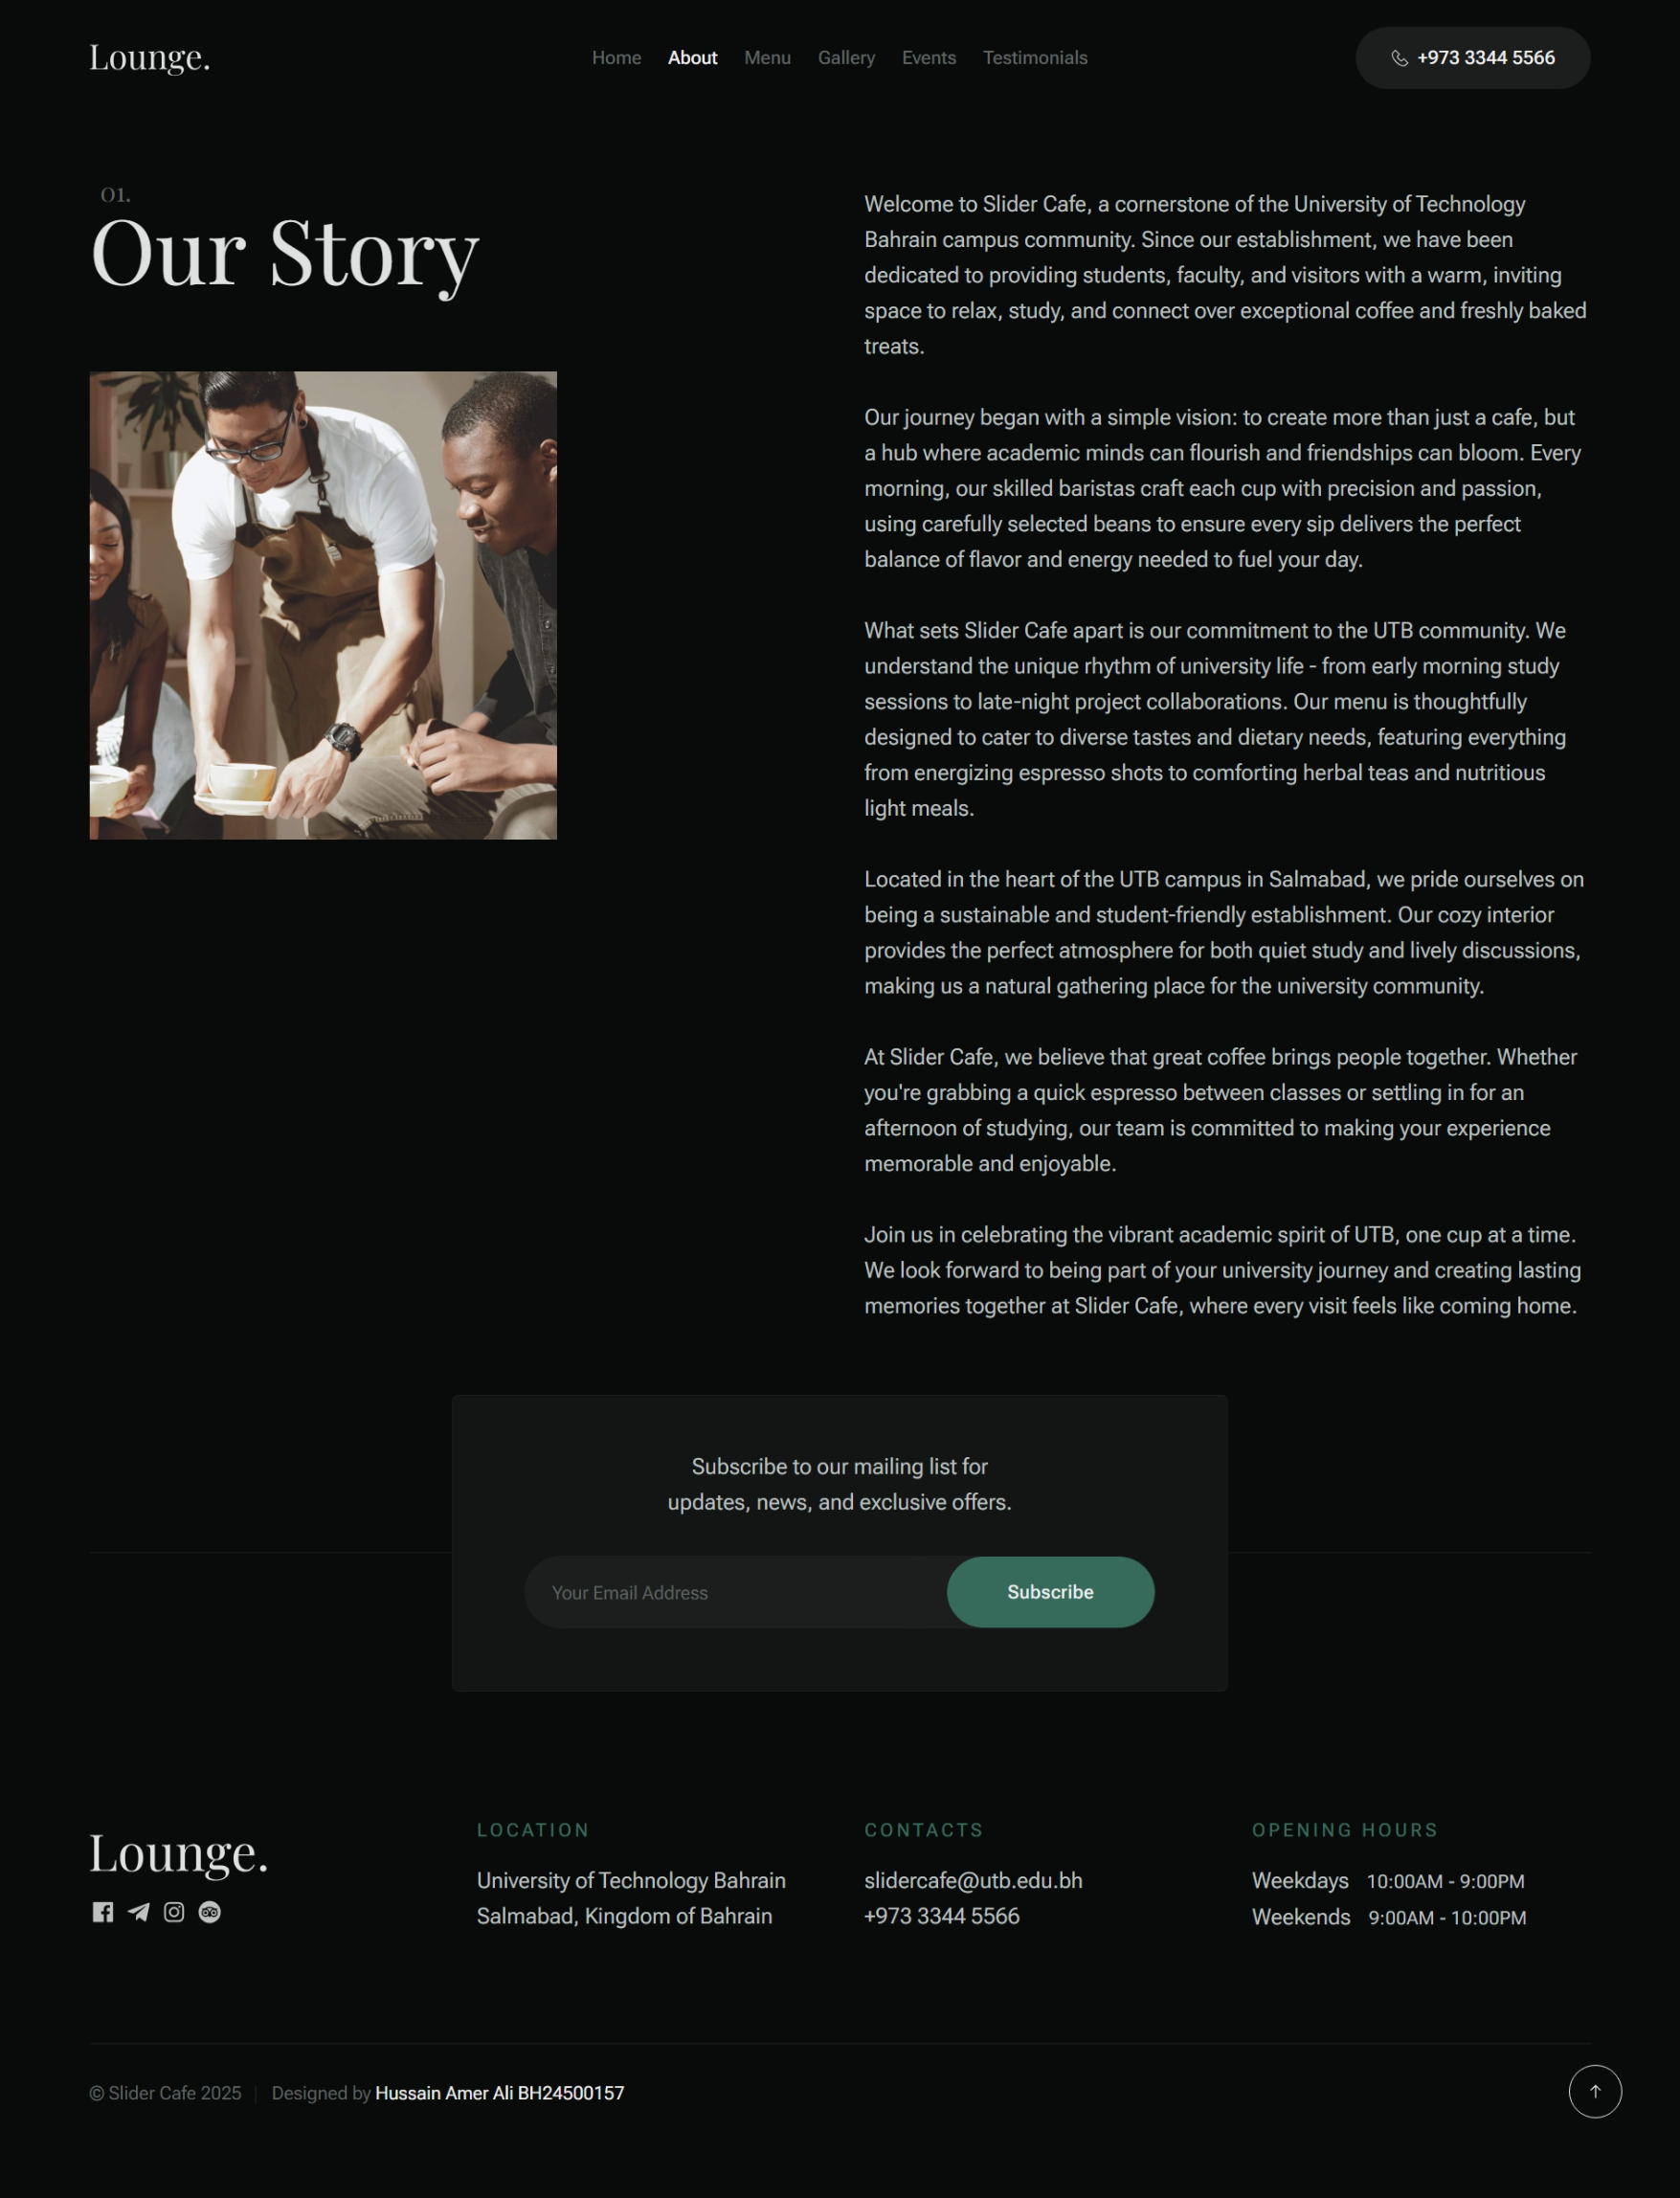 Lounge.
Home About Menu Gallery Events Testimonials
+973 3344 5566
01.
Our Story
Welcome to Slider Cafe, a cornerstone of the University of Technology
Bahrain campus community. Since our establishment, we have been
dedicated to providing students, faculty, and visitors with a warm, inviting
space to relax, study, and connect over exceptional coffee and freshly baked
treats.
Our journey began with a simple vision: to create more than just a cafe, but
a hub where academic minds can flourish and friendships can bloom. Every
morning, our skilled baristas craft each cup with precision and passion,
using carefully selected beans to ensure every sip delivers the perfect
balance of flavor and energy needed to fuel your day.
What sets Slider Cafe apart is our commitment to the UTB community. We
understand the unique rhythm of university life - from early morning study
sessions to late-night project collaborations. Our menu is thoughtfully
designed to cater to diverse tastes and dietary needs, featuring everything
from energizing espresso shots to comforting herbal teas and nutritious
light meals.
Located in the heart of the UTB campus in Salmabad, we pride ourselves on
being a sustainable and student-friendly establishment. Our cozy interior
provides the perfect atmosphere for both quiet study and lively discussions,
making us a natural gathering place for the university community.
At Slider Cafe, we believe that great coffee brings people together. Whether
you're grabbing a quick espresso between classes or settling in for an
afternoon of studying, our team is committed to making your experience
memorable and enjoyable.
Join us in celebrating the vibrant academic spirit of UTB, one cup at a time.
We look forward to being part of your university journey and creating lasting
memories together at Slider Cafe, where every visit feels like coming home.
Subscribe to our mailing list for
updates, news, and exclusive offers.
Your Email Address
Subscribe
Lounge.
LOCATION
University of Technology Bahrain
Salmabad, Kingdom of Bahrain
CONTACTS
slidercafe@utb.edu.bh
+973 3344 5566
OPENING HOURS
Weekdays 10:00AM - 9:00PM
Weekends 9:00AM - 10:00PM
© Slider Cafe 2025 | Designed by Hussain Amer Ali BH24500157